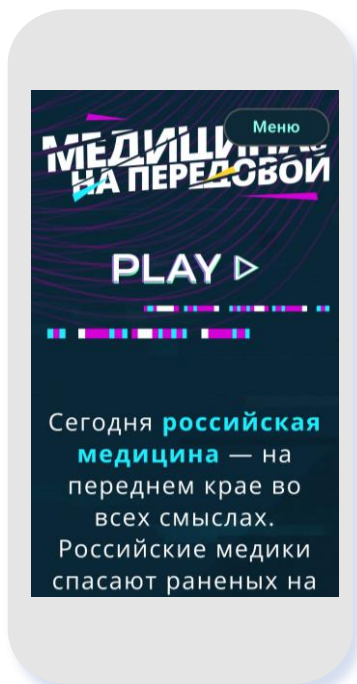 Меню
МЕДИЦИНА
НА ПЕРЕДОВОЙ
PLAY
Сегодня российская
медицина — на
переднем крае во
всех смыслах.
Российские медики
спасают раненых на